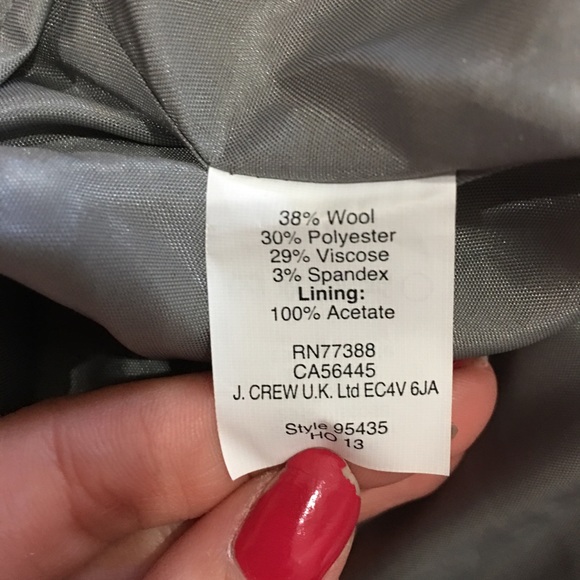 38% Wool
30% Polyester
29% Viscose
3% Spandex
Lining:
100% Acetate
RN77388
CA56445
J. CREW U.K. Ltd EC4V 6JA
Style 95435
HO 13